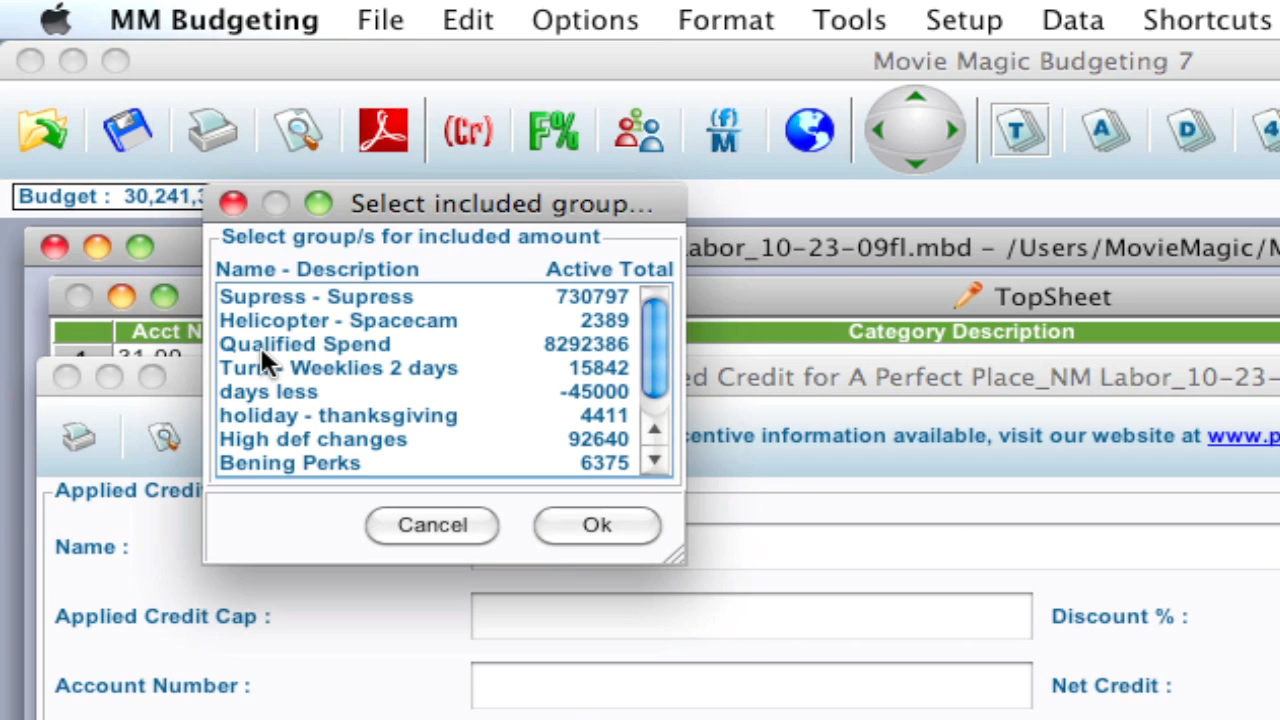 MM Budgeting File Edit Options Format Tools Setup Data Shortcuts
Movie Magic Budgeting 7
(Cr) F% (f) M T A D 4
Budget : 30,241,3
Select included group...
Select group/s for included amount
Name - Description Active Total
Supress - Supress 730797
Helicopter - Spacecam 2389
Qualified Spend 8292386
Turn - Weeklies 2 days 15842
days less -45000
holiday - thanksgiving 4411
High def changes 92640
Bening Perks 6375
Cancel Ok
abor_10-23-09fl.mbd - /Users/MovieMagic/M
TopSheet
Acct N Category Description
ed Credit for A Perfect Place_NM Labor_10-23-
centive information available, visit our website at www.p
Applied Credi
Name :
Applied Credit Cap : Discount % :
Account Number : Net Credit :